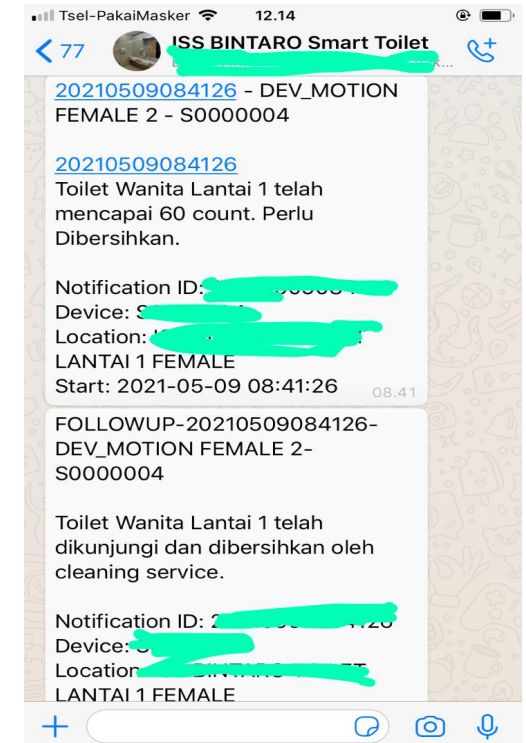 Tsel-PakaiMasker 12.14
77 ISS BINTARO Smart Toilet
20210509084126 - DEV_MOTION
FEMALE 2 - S0000004
20210509084126
Toilet Wanita Lantai 1 telah
mencapai 60 count. Perlu
Dibersihkan.
Notification ID:
Device:
Location:
LANTAI 1 FEMALE
Start: 2021-05-09 08:41:26 08.41
FOLLOWUP-20210509084126-
DEV_MOTION FEMALE 2-
S0000004
Toilet Wanita Lantai 1 telah
dikunjungi dan dibersihkan oleh
cleaning service.
Notification ID:
Device:
Location
LANTAI 1 FEMALE